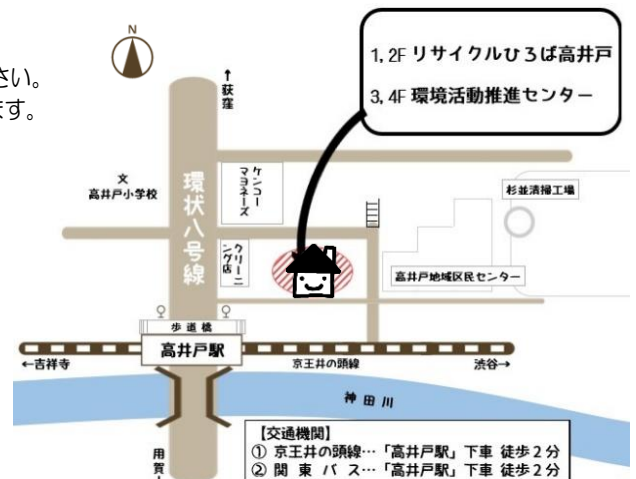 N
さい。
ます。
1, 2F リサイクルひろば高井戸
3, 4F 環境活動推進センター
↑荻窪
文
高井戸小学校
環状八号線
ケンコー
マヨネーズ
杉並清掃工場
クリーニ
ング店
高井戸地域区民センター
歩道橋
高井戸駅
←吉祥寺
京王井の頭線
渋谷→
神田川
用賀
【交通機関】
① 京王井の頭線…「高井戸駅」下車 徒歩2分
② 関 東 バ ス…「高井戸駅」下車 徒歩2分